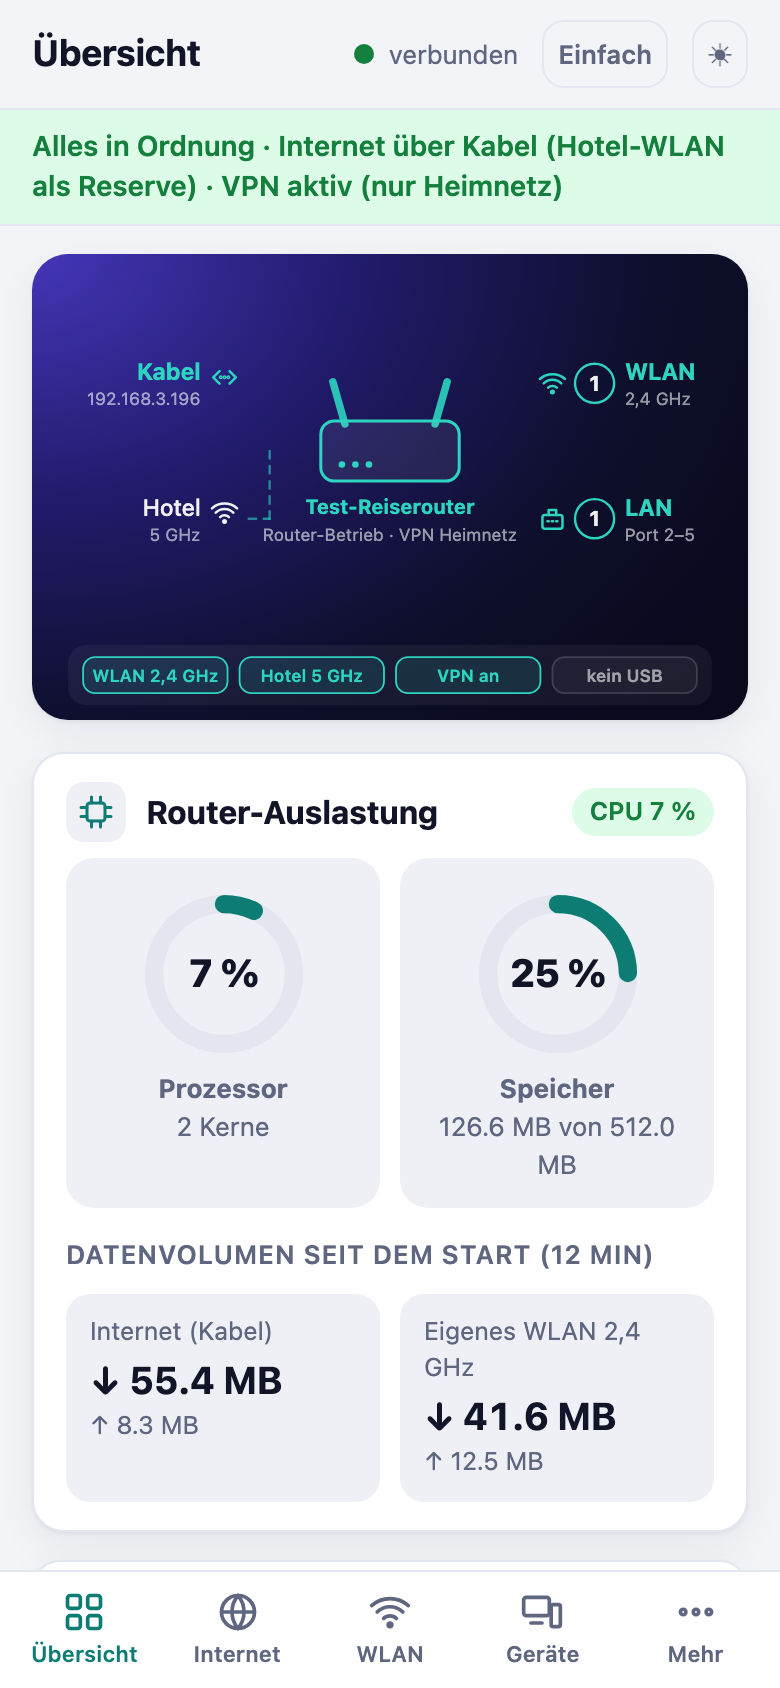 Übersicht
verbunden
Einfach
Alles in Ordnung · Internet über Kabel (Hotel-WLAN
als Reserve) · VPN aktiv (nur Heimnetz)
Kabel
192.168.3.196
1
WLAN
2,4 GHz
Hotel
5 GHz
Test-Reiserouter
Router-Betrieb · VPN Heimnetz
1
LAN
Port 2–5
WLAN 2,4 GHz
Hotel 5 GHz
VPN an
kein USB
Router-Auslastung
CPU 7 %
7 %
Prozessor
2 Kerne
25 %
Speicher
126.6 MB von 512.0
MB
DATENVOLUMEN SEIT DEM START (12 MIN)
Internet (Kabel)
↓ 55.4 MB
↑ 8.3 MB
Eigenes WLAN 2,4
GHz
↓ 41.6 MB
↑ 12.5 MB
Übersicht
Internet
WLAN
Geräte
Mehr